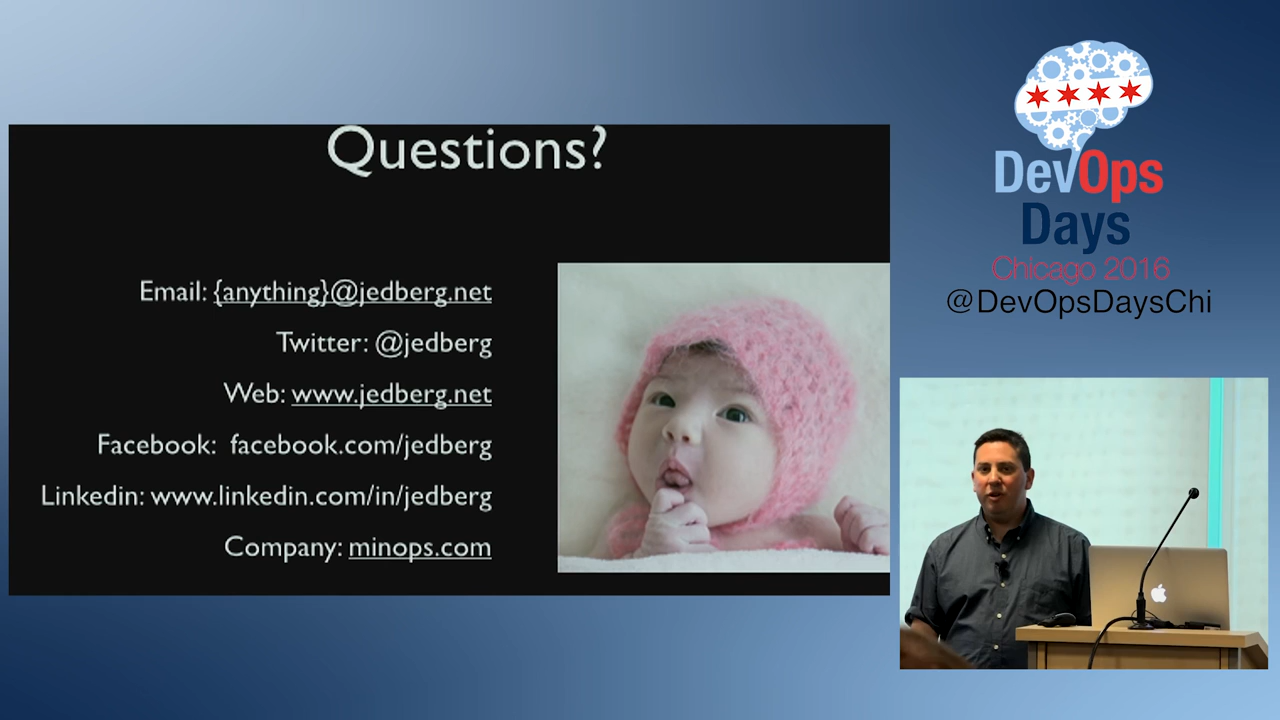 Questions?
Email: {anything}@jedberg.net
Twitter: @jedberg
Web: www.jedberg.net
Facebook: facebook.com/jedberg
Linkedin: www.linkedin.com/in/jedberg
Company: minops.com
DevOps
Days
Chicago 2016
@DevOpsDaysChi